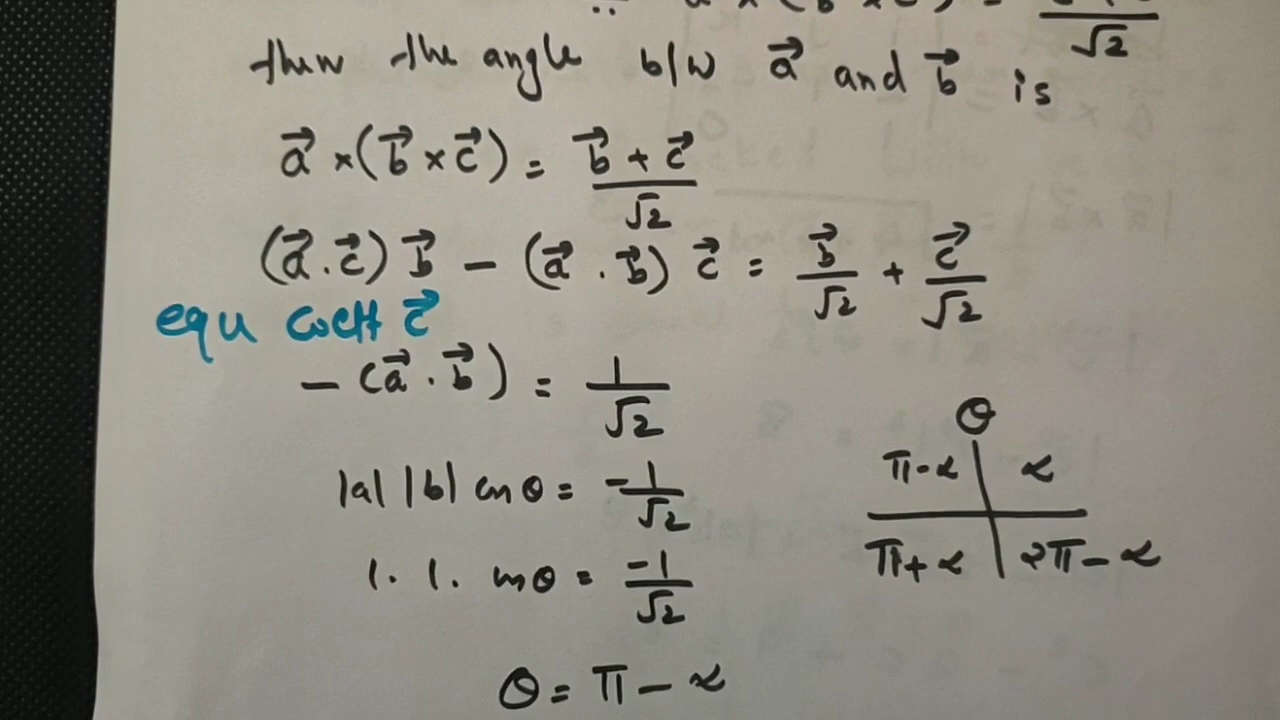 then the angle b/w a⃗ and b⃗ is
a⃗ ×(b⃗ × c⃗) = (b⃗ + c⃗)/√2
(a⃗ . c⃗) b⃗ − (a⃗ . b⃗) c⃗ = b⃗/√2 + c⃗/√2
equ coeff c⃗
− (a⃗ . b⃗) = 1/√2
|a| |b| cos θ = −1/√2
1 . 1 . cos θ = −1/√2
θ = π − α
θ
π-α α
π+α 2π-α